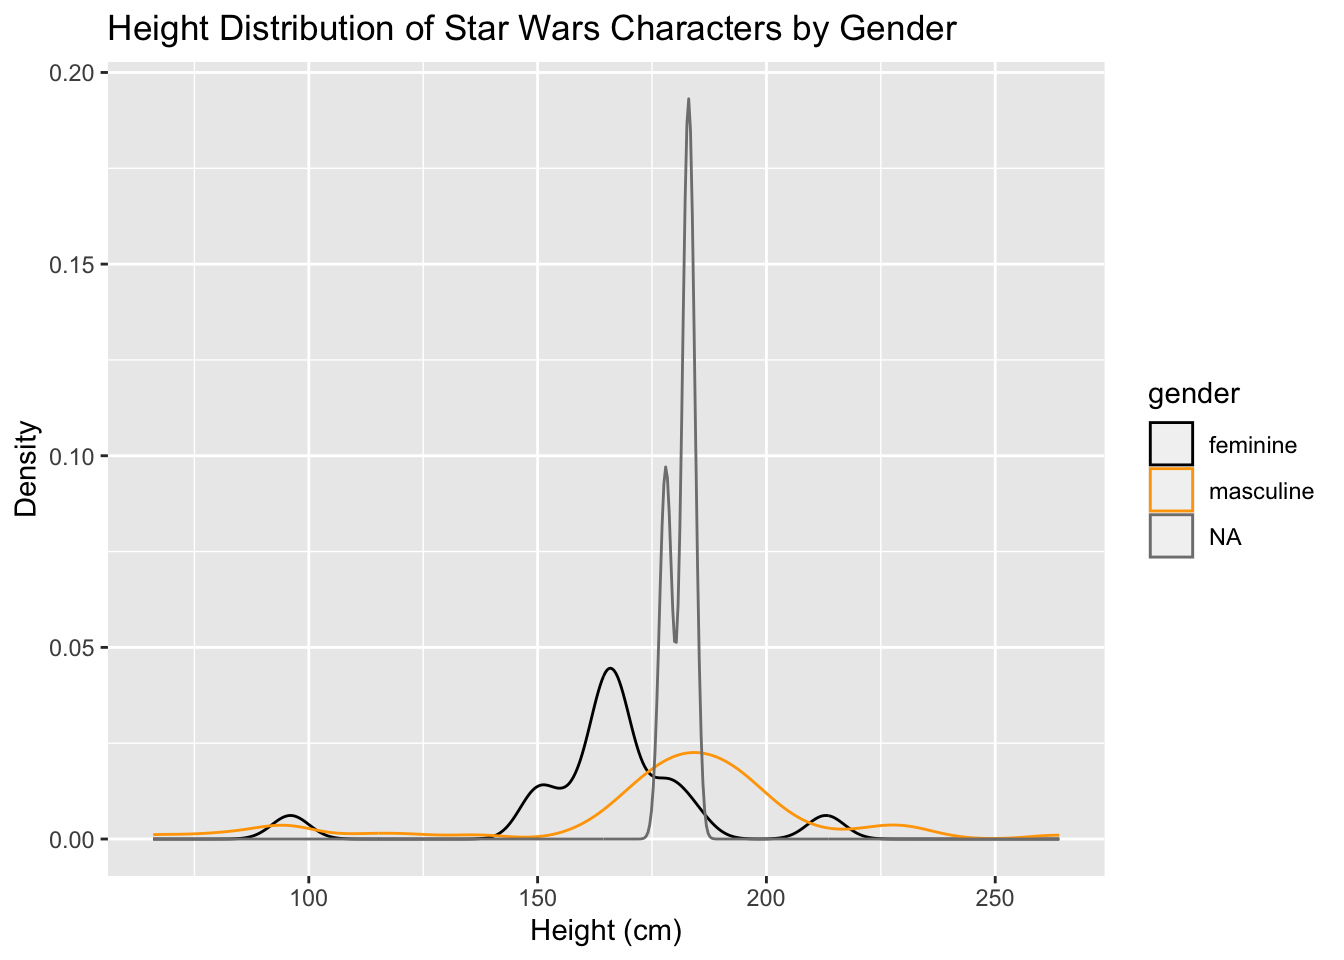 Height Distribution of Star Wars Characters by Gender
0.20
0.15
0.10
0.05
0.00
Density
100 150 200 250
Height (cm)
gender
feminine
masculine
NA